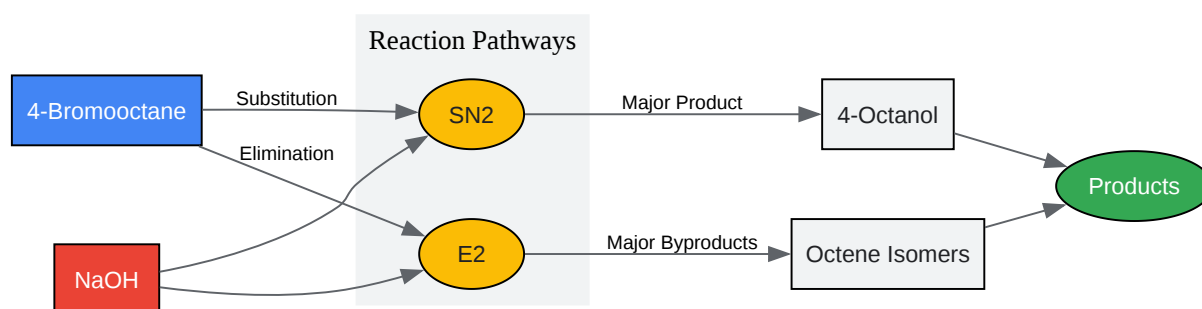 Reaction Pathways
4-Bromooctane
Substitution
SN2
Major Product
4-Octanol
Elimination
Products
NaOH
E2
Major Byproducts
Octene Isomers